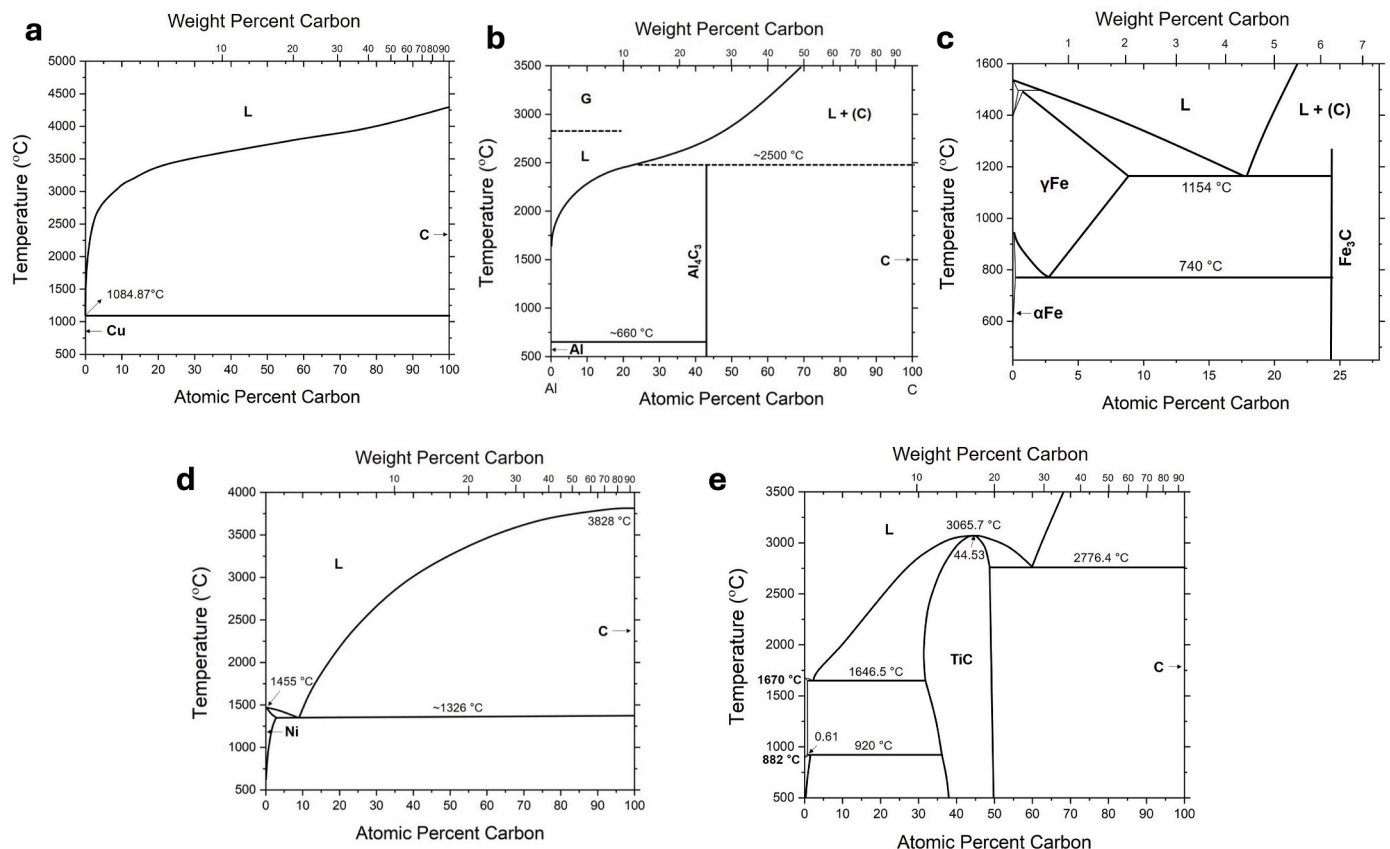 a
Weight Percent Carbon
10 20 30 40 50 60 70 80 90
5000
4500
4000
3500
3000
2500
2000
1500
1000
500
Temperature (°C)
L
C
1084.87°C
Cu
0 10 20 30 40 50 60 70 80 90 100
Atomic Percent Carbon
b
Weight Percent Carbon
10 20 30 40 50 60 70 80 90
3500
3000
2500
2000
1500
1000
500
Temperature (°C)
G
L + (C)
L
~2500 °C
Al₄C₃
C
~660 °C
Al
0 10 20 30 40 50 60 70 80 90 100
Al
C
Atomic Percent Carbon
c
Weight Percent Carbon
1 2 3 4 5 6 7
1600
1400
1200
1000
800
600
Temperature (°C)
L
L + (C)
γFe
1154 °C
Fe₃C
740 °C
αFe
0 5 10 15 20 25
Atomic Percent Carbon
d
Weight Percent Carbon
10 20 30 40 50 60 70 80 90
4000
3500
3000
2500
2000
1500
1000
500
Temperature (°C)
3828 °C
L
C
1455 °C
~1326 °C
Ni
0 10 20 30 40 50 60 70 80 90 100
Atomic Percent Carbon
e
Weight Percent Carbon
10 20 30 40 50 60 70 80 90
3500
3000
2500
2000
1670 °C
1500
1000
882 °C
500
Temperature (°C)
L
3065.7 °C
44.53
2776.4 °C
TiC
C
1646.5 °C
0.61
920 °C
0 10 20 30 40 50 60 70 80 90 100
Atomic Percent Carbon